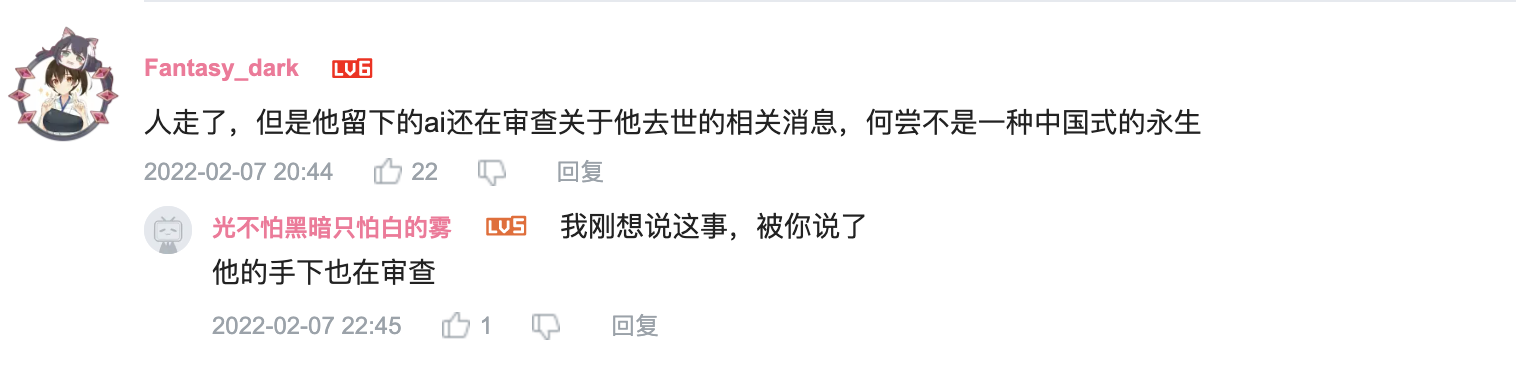 Fantasy_dark LV6
人走了，但是他留下的ai还在审查关于他去世的相关消息，何尝不是一种中国式的永生
2022-02-07 20:44 22 回复
光不怕黑暗只怕白的雾 LV5 我刚想说这事，被你说了
他的手下也在审查
2022-02-07 22:45 1 回复